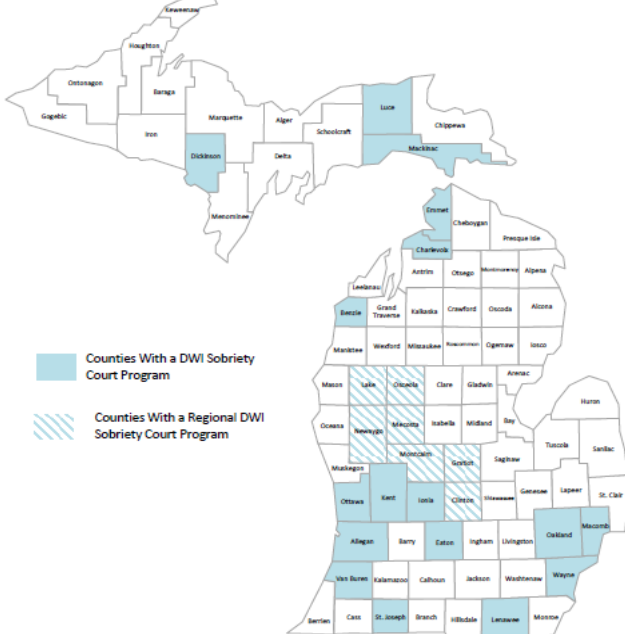 Keweenaw
Houghton
Ontonagon
Baraga
Gogebic
Iron
Marquette
Alger
Luce
Schoolcraft
Chippewa
Mackinac
Dickinson
Delta
Menominee
Emmet
Cheboygan
Presque Isle
Charlevoix
Antrim
Otsego
Montmorency
Alpena
Leelanau
Benzie
Grand
Traverse
Kalkaska
Crawford
Oscoda
Alcona
Manistee
Wexford
Missaukee
Roscommon
Ogemaw
Iosco
Counties With a DWI Sobriety
Court Program
Counties With a Regional DWI
Sobriety Court Program
Mason
Lake
Osceola
Clare
Gladwin
Arenac
Huron
Oceana
Newaygo
Mecosta
Isabella
Midland
Bay
Tuscola
Sanilac
Muskegon
Montcalm
Gratiot
Saginaw
Ottawa
Kent
Ionia
Clinton
Shiawassee
Genesee
Lapeer
St. Clair
Allegan
Barry
Eaton
Ingham
Livingston
Oakland
Macomb
Van Buren
Kalamazoo
Calhoun
Jackson
Washtenaw
Wayne
Berrien
Cass
St. Joseph
Branch
Hillsdale
Lenawee
Monroe